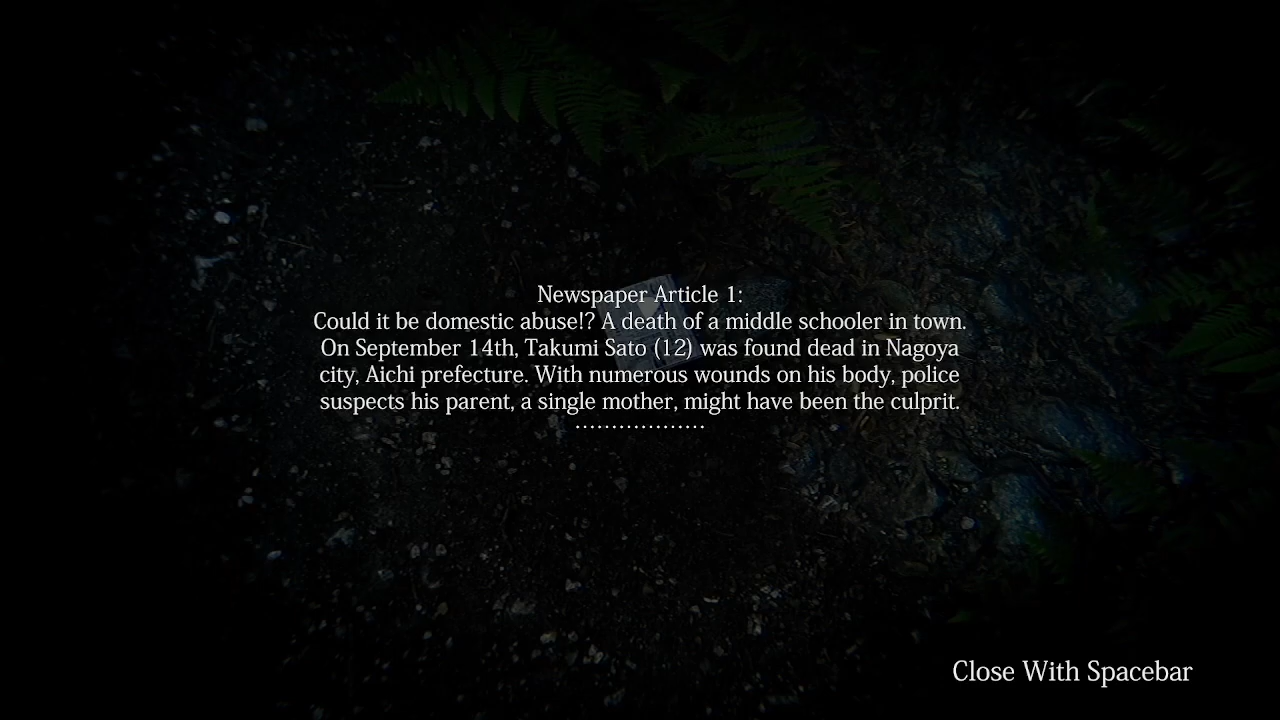 Newspaper Article 1:
Could it be domestic abuse!? A death of a middle schooler in town.
On September 14th, Takumi Sato (12) was found dead in Nagoya
city, Aichi prefecture. With numerous wounds on his body, police
suspects his parent, a single mother, might have been the culprit.
………………
Close With Spacebar